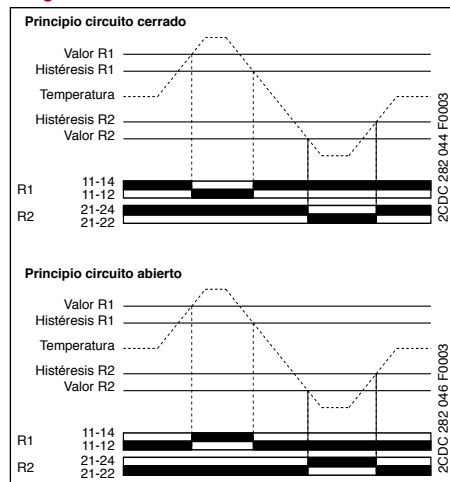 Principio circuito cerrado
Valor R1
Histéresis R1
Temperatura
Histéresis R2
Valor R2
R1
11-14
11-12
R2
21-24
21-22
2CDC 282 044 F0003
Principio circuito abierto
Valor R1
Histéresis R1
Temperatura
Histéresis R2
Valor R2
R1
11-14
11-12
R2
21-24
21-22
2CDC 282 046 F0003